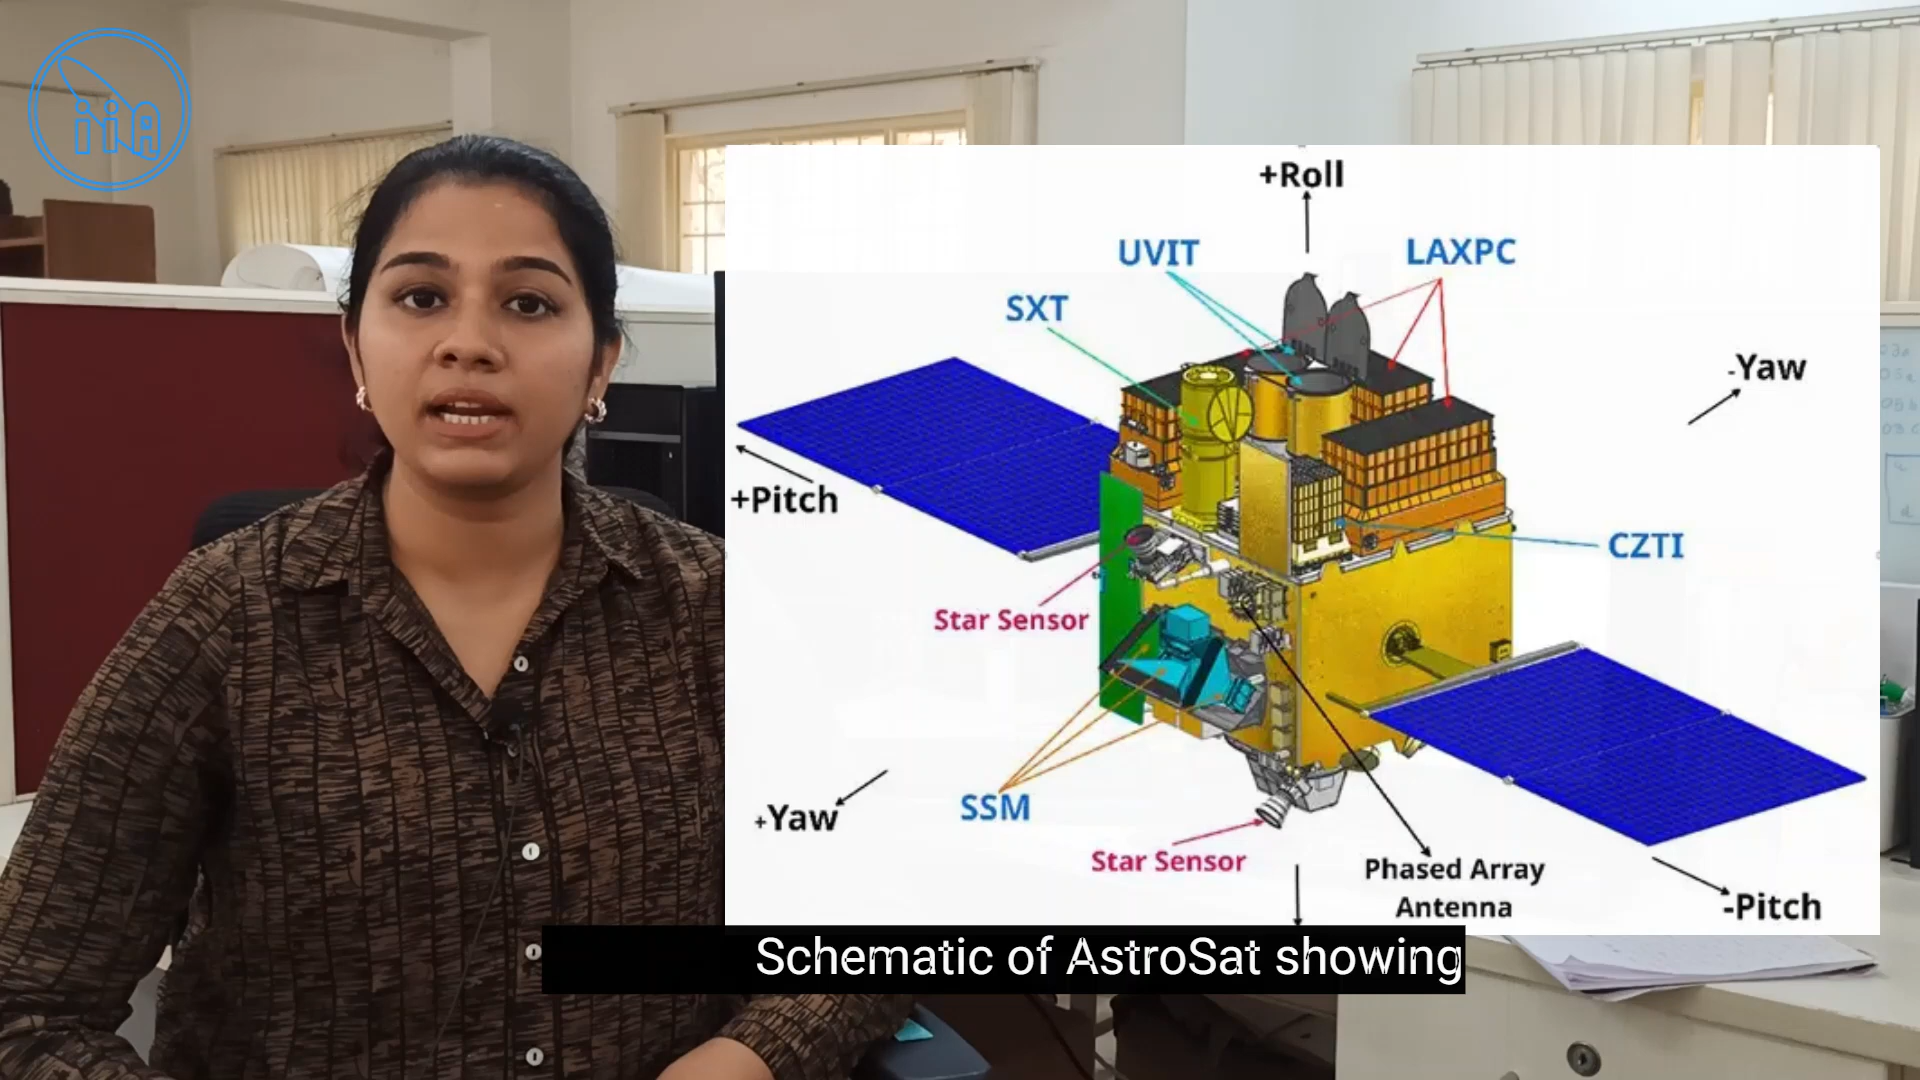 iiA
+Roll
UVIT
LAXPC
SXT
-Yaw
+Pitch
CZTI
Star Sensor
+Yaw
SSM
Star Sensor
Phased Array
Antenna
-Pitch
Schematic of AstroSat showing